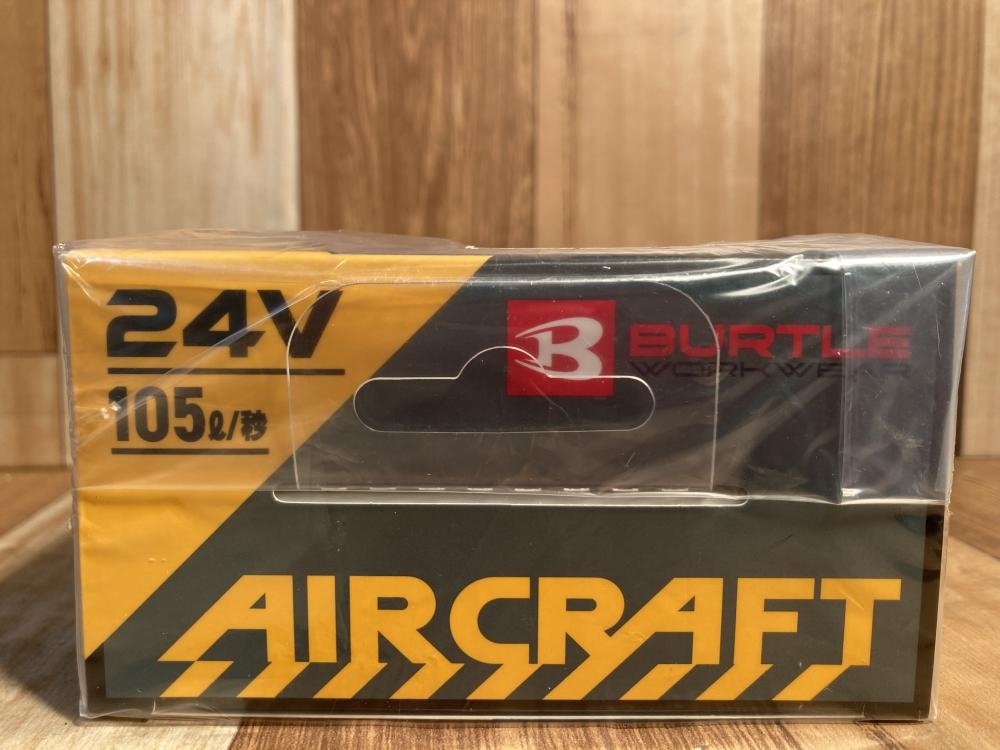 24V
105ℓ/秒
B BURTLE
WORKWEAR
AIRCRAFT